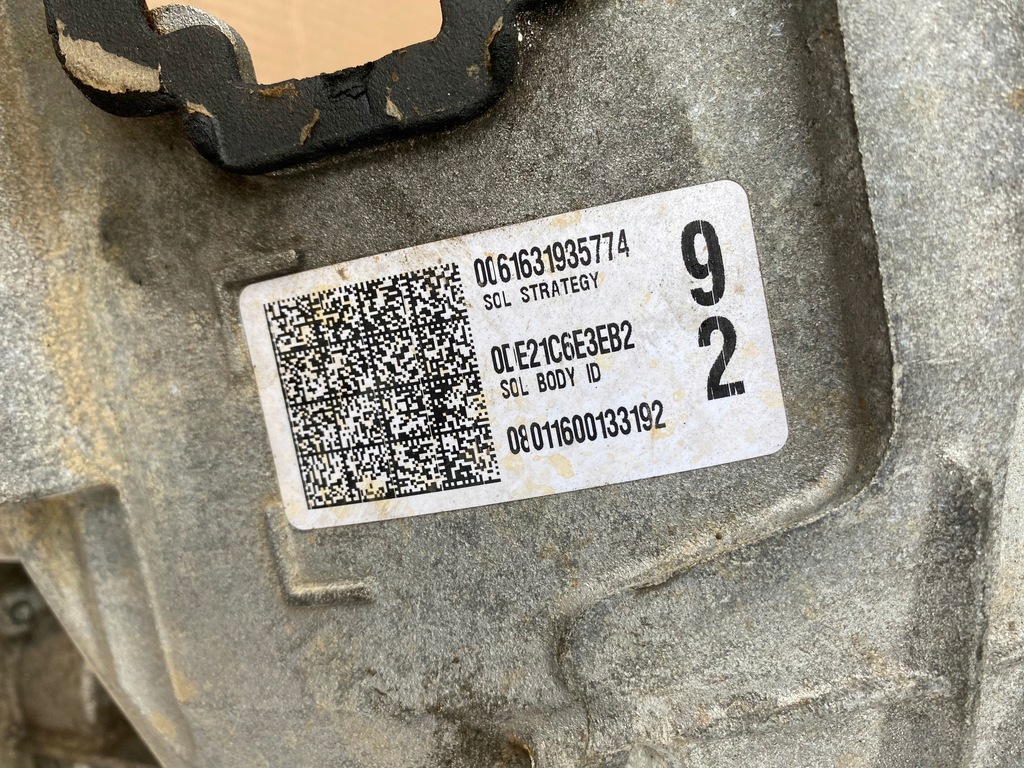 0061631935774
SOL STRATEGY
0DE21C6E3EB2
SOL BODY ID
08011600133192
9
2